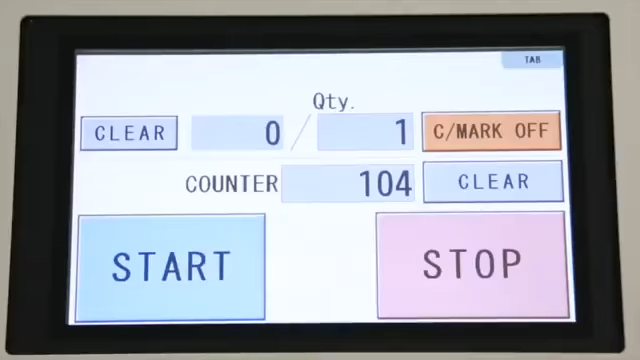 TAB
Qty.
CLEAR 0 / 1 C/MARK OFF
COUNTER 104 CLEAR
START STOP